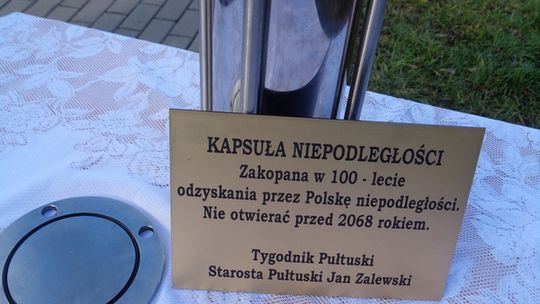 KAPSUŁA NIEPODLEGŁOŚCI
Zakopana w 100 - lecie
odzyskania przez Polskę niepodległości.
Nie otwierać przed 2068 rokiem.
Tygodnik Pułtuski
Starosta Pułtuski Jan Zalewski